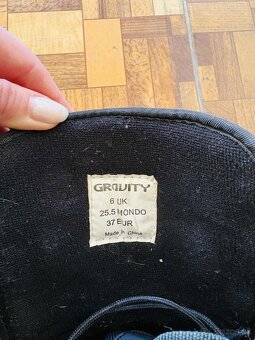 GRAVITY
6 UK
25.5 MONDO
37 EUR
Made in China